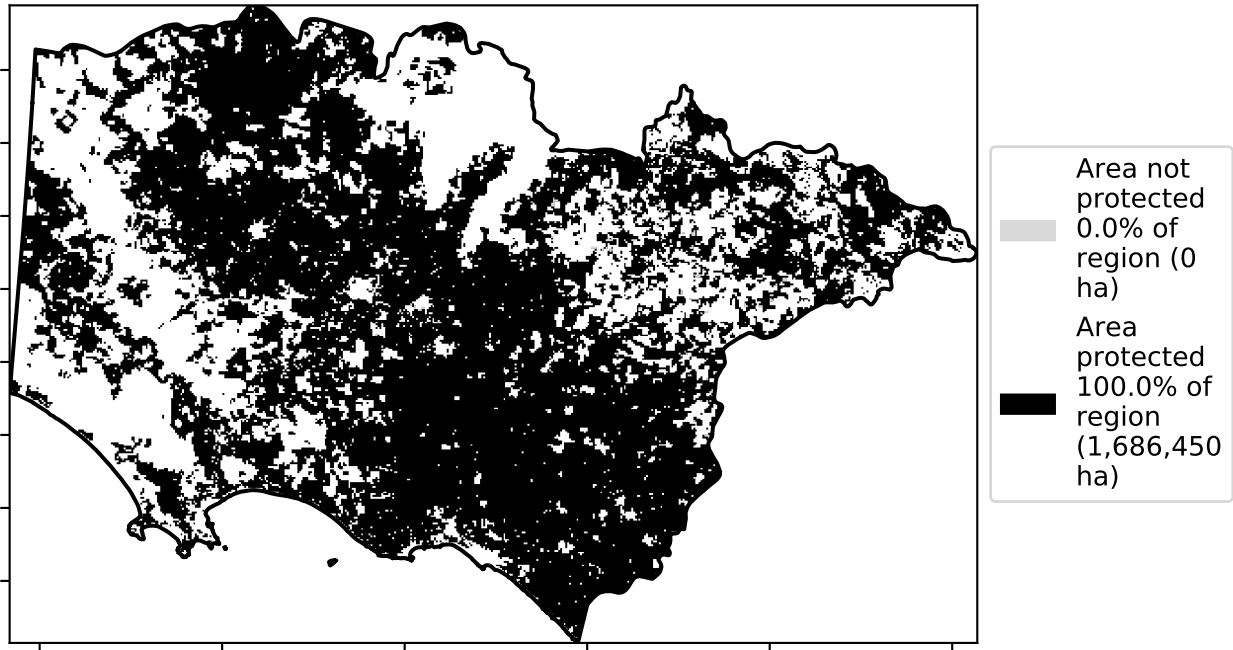 Area not
protected
0.0% of
region (0
ha)
Area
protected
100.0% of
region
(1,686,450
ha)